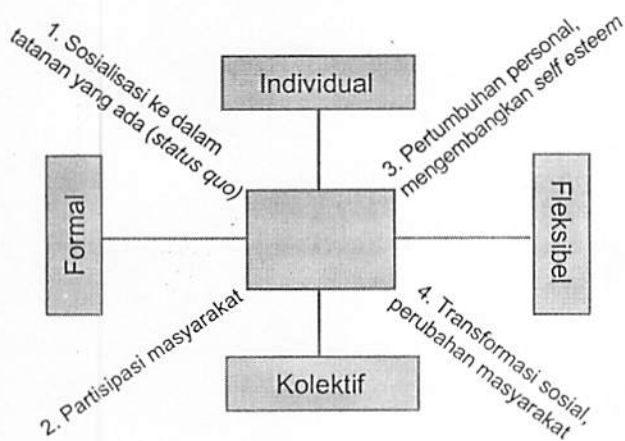 1. Sosialisasi ke dalam
tatanan yang ada (status quo)
Individual
3. Pertumbuhan personal,
mengembangkan self esteem
Formal
Fleksibel
2. Partisipasi masyarakat
Kolektif
4. Transformasi sosial,
perubahan masyarakat